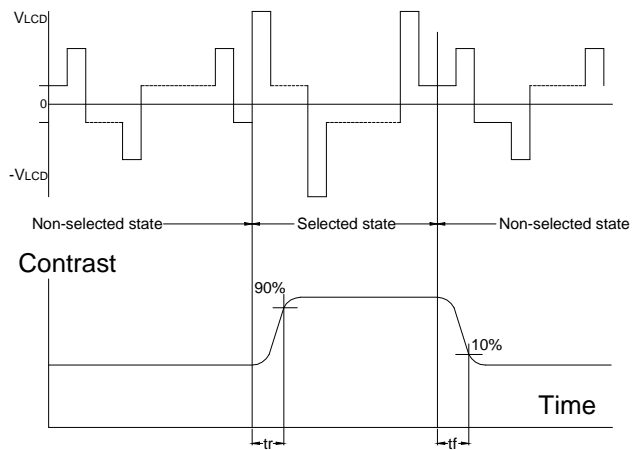 VLCD
0
-VLCD
Non-selected state
Selected state
Non-selected state
Contrast
90%
10%
Time
tr
tf